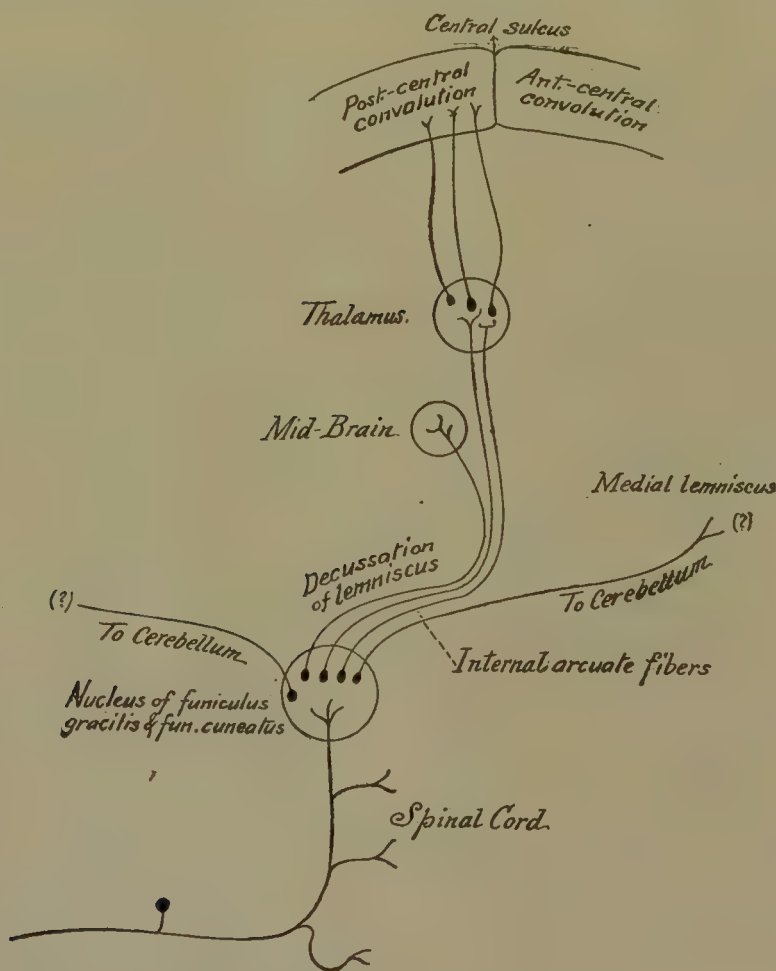 Central sulcus
Post-central
convolution
Ant.-central
convolution
Thalamus.
Mid-Brain
Medial lemniscus
(?)
Decussation
of lemniscus
(?)
To Cerebellum
To Cerebellum
Internal arcuate fibers
Nucleus of funiculus
gracilis & fun. cuneatus
Spinal Cord.